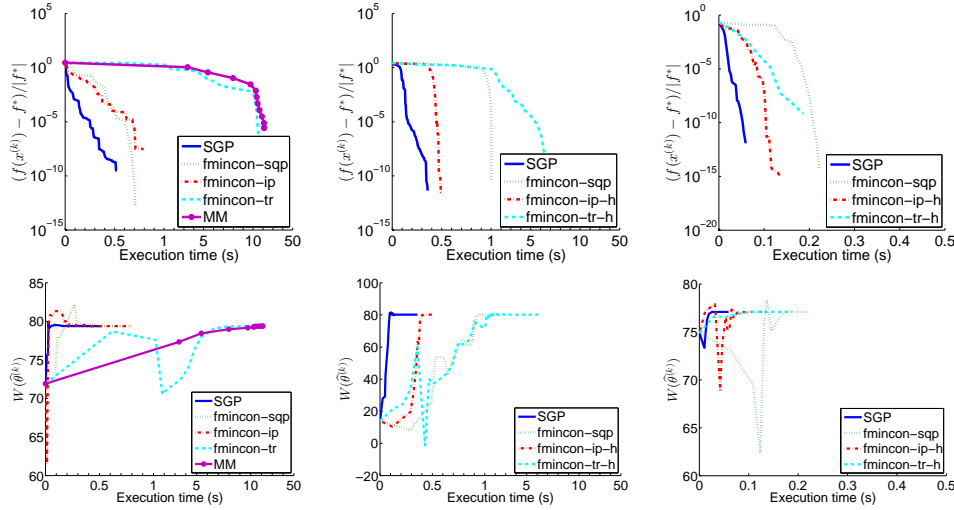 (f(x^(k)) − f*)/|f*|
10^5
10^0
10^−5
10^−10
10^−15
SGP
fmincon−sqp
fmincon−ip
fmincon−tr
MM
0 0.5 1 5 10 50
Execution time (s)
(f(x^(k)) − f*)/|f*|
10^5
10^0
10^−5
10^−10
10^−15
SGP
fmincon−sqp
fmincon−ip−h
fmincon−tr−h
0 0.5 1 5 10 50
Execution time (s)
(f(x^(k)) − f*)/|f*|
10^0
10^−5
10^−10
10^−15
10^−20
SGP
fmincon−sqp
fmincon−ip−h
fmincon−tr−h
0 0.1 0.2 0.3 0.4 0.5
Execution time (s)
W(θ̂^(k))
85
80
75
70
65
60
SGP
fmincon−sqp
fmincon−ip
fmincon−tr
MM
0 0.5 1 5 10 50
Execution time (s)
W(θ̂^(k))
100
80
60
40
20
0
−20
SGP
fmincon−sqp
fmincon−ip−h
fmincon−tr−h
0 0.5 1 5 10 50
Execution time (s)
W(θ̂^(k))
80
75
70
65
60
SGP
fmincon−sqp
fmincon−ip−h
fmincon−tr−h
0 0.1 0.2 0.3 0.4 0.5
Execution time (s)